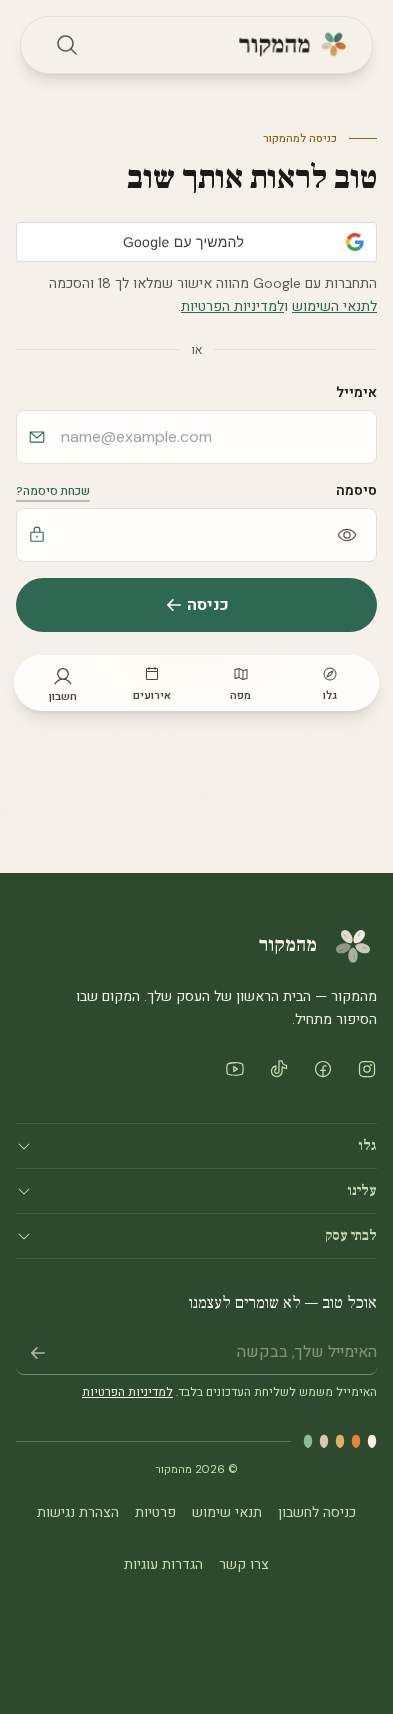 מהמקור
כניסה למהמקור
טוב לראות אותך שוב
להמשיך עם Google
התחברות עם Google מהווה אישור שמלאו לך 18 והסכמה
לתנאי השימוש ולמדיניות הפרטיות.
או
אימייל
name@example.com
סיסמה
שכחת סיסמה?
כניסה ←
גלו
מפה
אירועים
חשבון
מהמקור
מהמקור — הבית הראשון של העסק שלך. המקום שבו
הסיפור מתחיל.
גלו
עלינו
לבתי עסק
אוכל טוב — לא שומרים לעצמנו
האימייל שלך, בבקשה
האימייל משמש לשליחת העדכונים בלבד. למדיניות הפרטיות
© 2026 מהמקור
כניסה לחשבון תנאי שימוש פרטיות הצהרת נגישות
צרו קשר הגדרות עוגיות